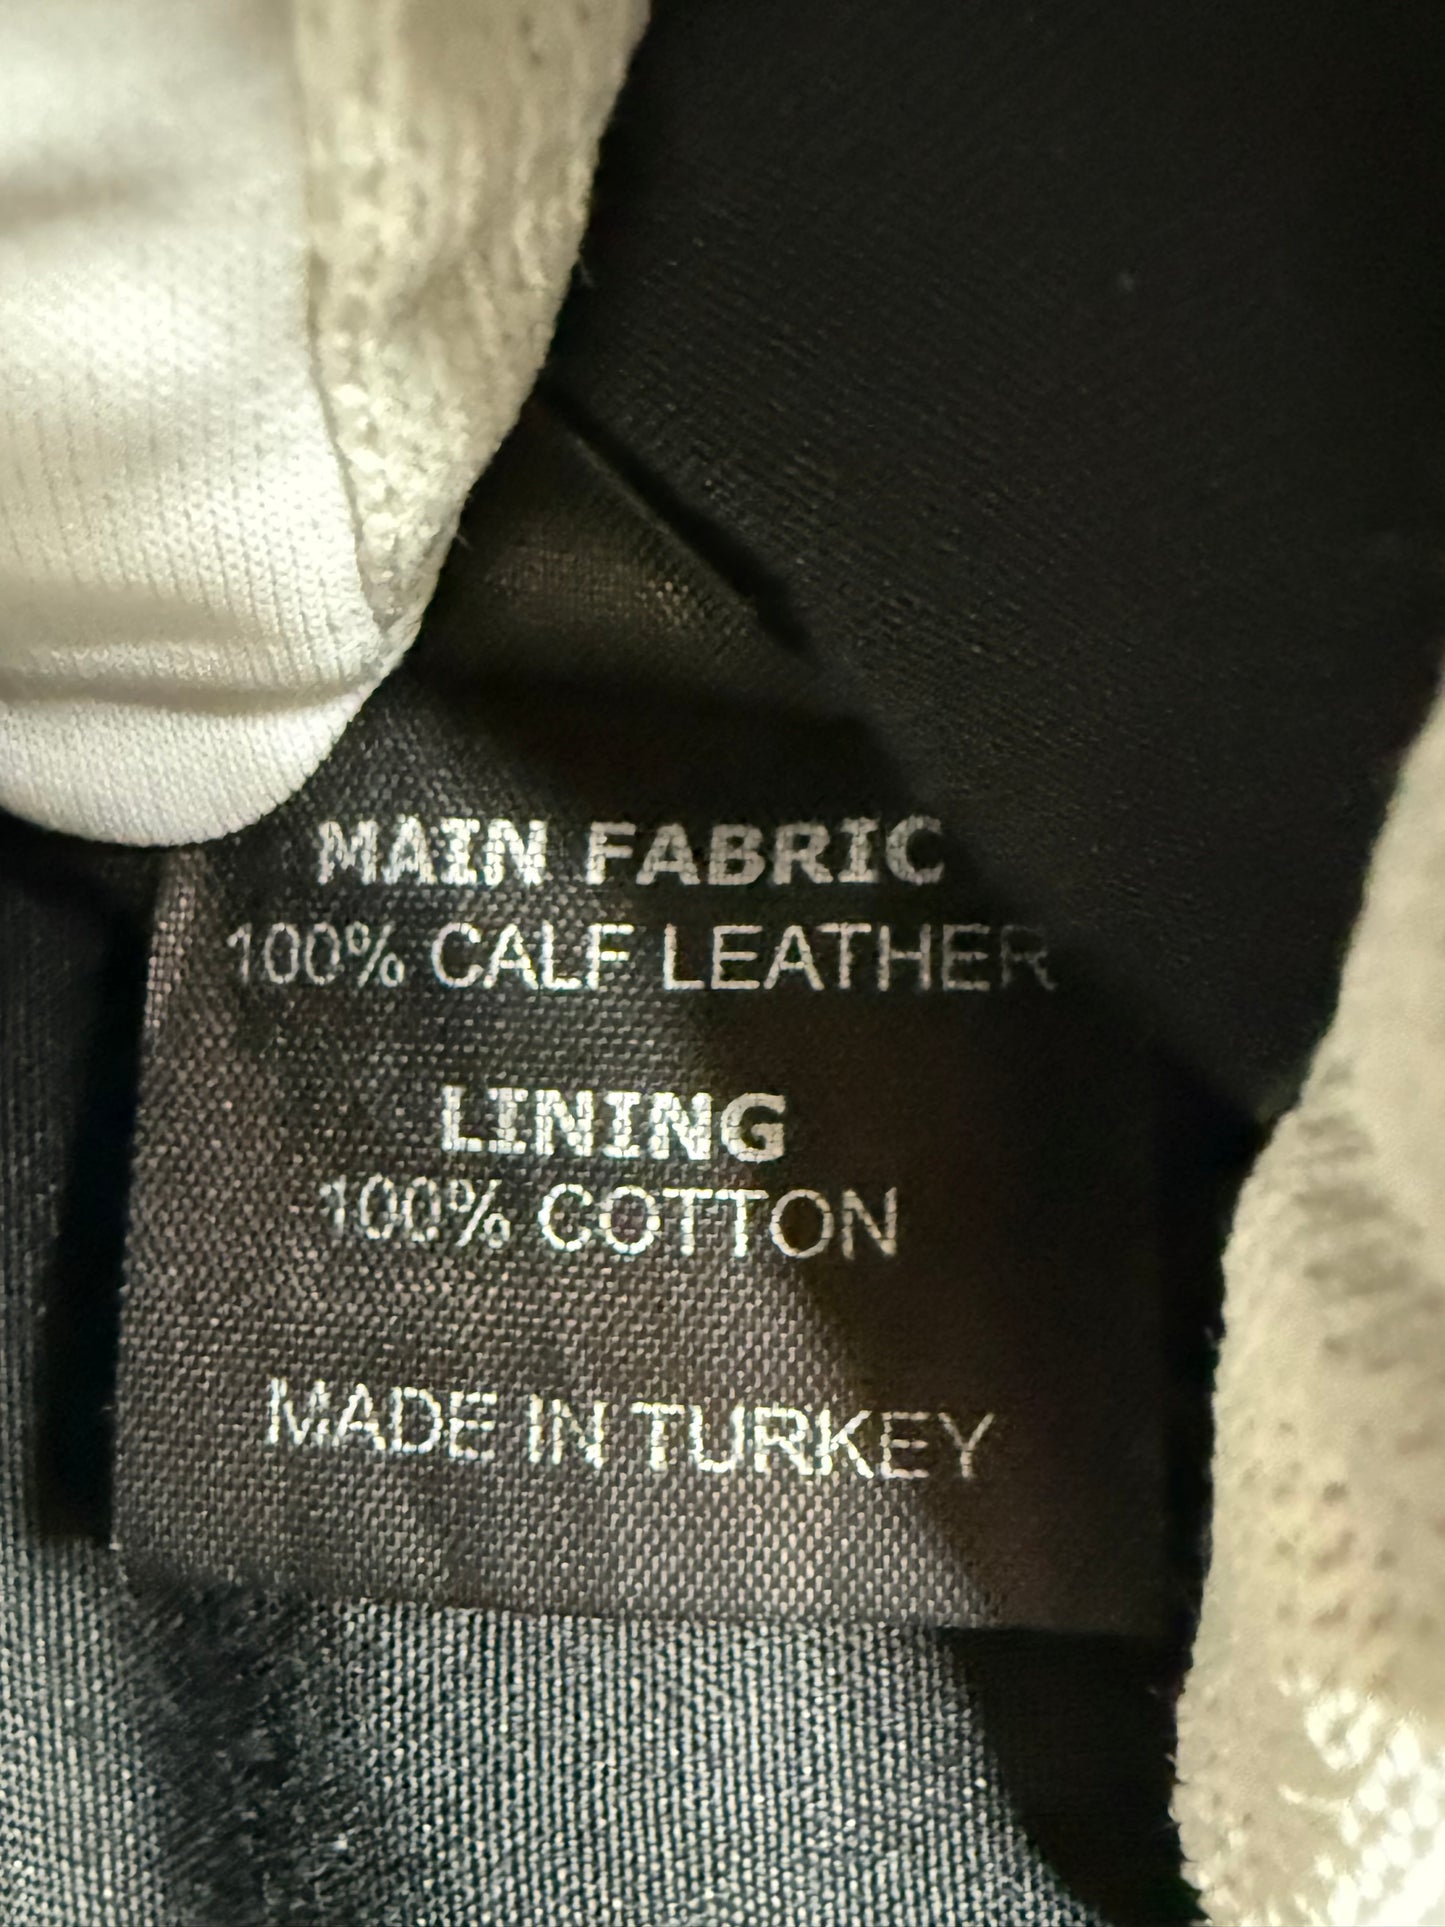 MAIN FABRIC
100% CALF LEATHER
LINING
100% COTTON
MADE IN TURKEY